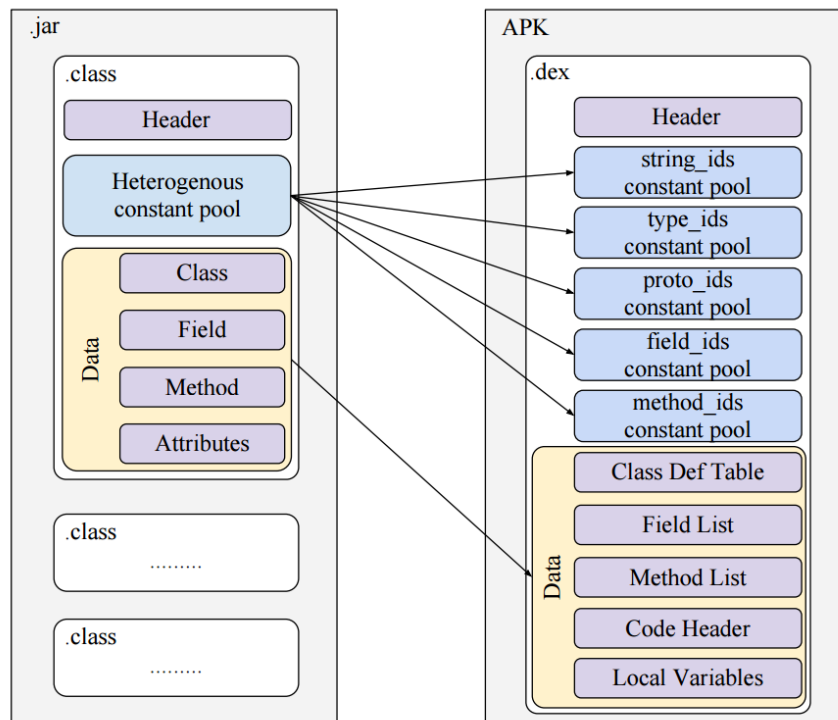 .jar
.class
Header
Heterogenous
constant pool
Data
Class
Field
Method
Attributes
.class
.........
.class
.........
APK
.dex
Header
string_ids
constant pool
type_ids
constant pool
proto_ids
constant pool
field_ids
constant pool
method_ids
constant pool
Data
Class Def Table
Field List
Method List
Code Header
Local Variables